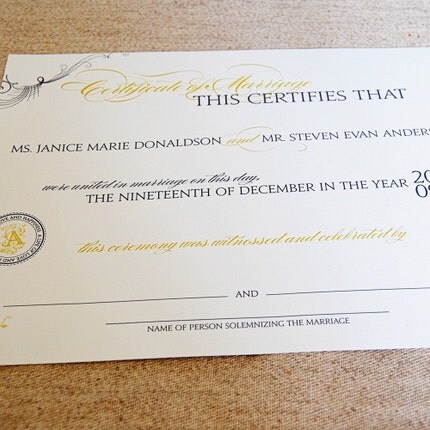 Certificate of Marriage
THIS CERTIFIES THAT
MS. JANICE MARIE DONALDSON and MR. STEVEN EVAN ANDERS
were united in marriage on this day,
THE NINETEENTH OF DECEMBER IN THE YEAR 20
09
A
this ceremony was witnessed and celebrated by
AND
NAME OF PERSON SOLEMNIZING THE MARRIAGE